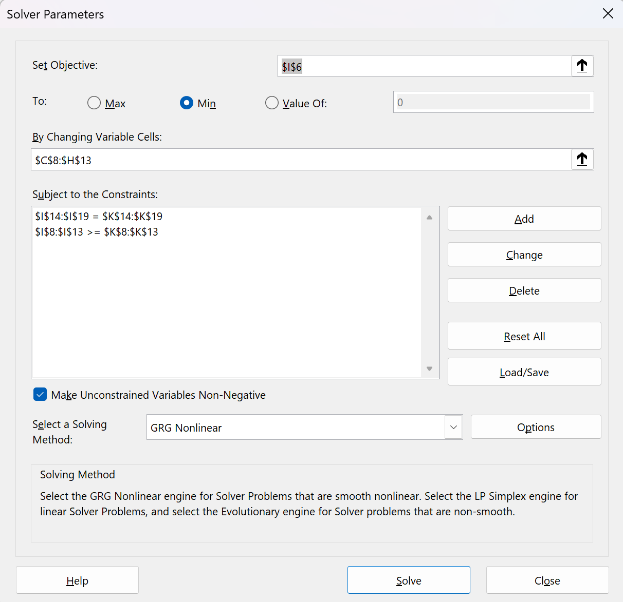 Solver Parameters
Set Objective:
$I$6
To:
Max
Min
Value Of:
0
By Changing Variable Cells:
$C$8:$H$13
Subject to the Constraints:
$I$14:$I$19 = $K$14:$K$19
$I$8:$I$13 >= $K$8:$K$13
Add
Change
Delete
Reset All
Load/Save
Make Unconstrained Variables Non-Negative
Select a Solving
Method:
GRG Nonlinear
Options
Solving Method
Select the GRG Nonlinear engine for Solver Problems that are smooth nonlinear. Select the LP Simplex engine for
linear Solver Problems, and select the Evolutionary engine for Solver problems that are non-smooth.
Help
Solve
Close